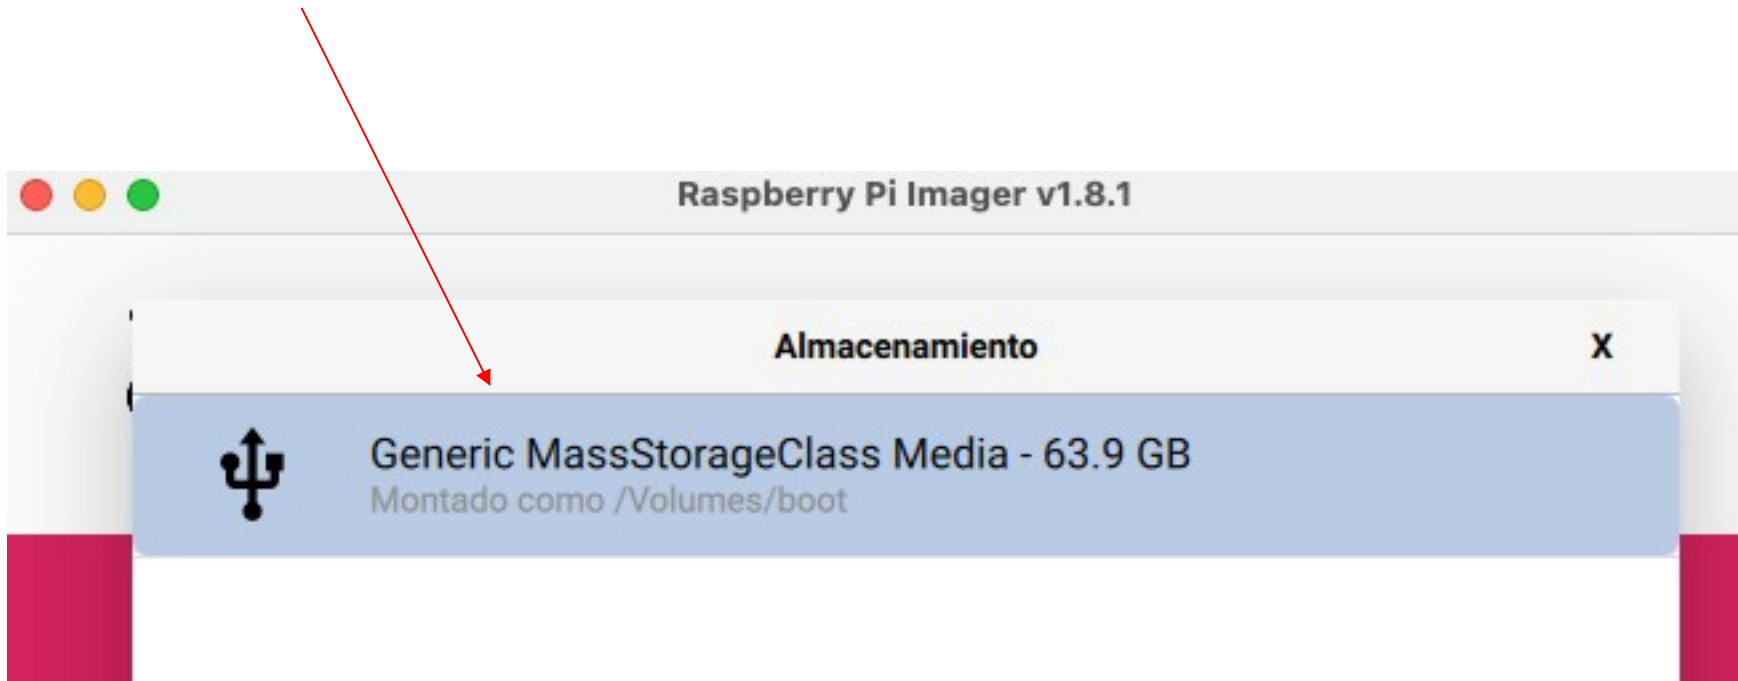 Raspberry Pi Imager v1.8.1
Almacenamiento X
Generic MassStorageClass Media - 63.9 GB
Montado como /Volumes/boot